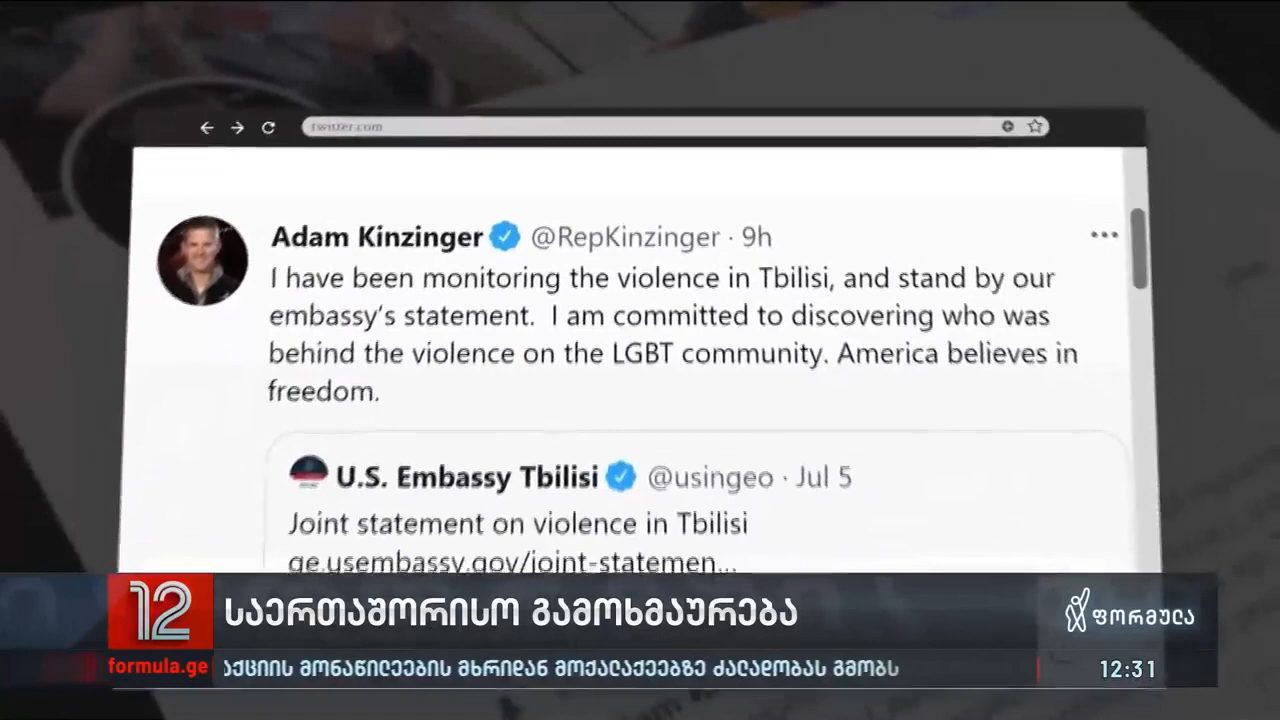 twitter.com
Adam Kinzinger @RepKinzinger · 9h
I have been monitoring the violence in Tbilisi, and stand by our
embassy's statement. I am committed to discovering who was
behind the violence on the LGBT community. America believes in
freedom.
U.S. Embassy Tbilisi @usingeo · Jul 5
Joint statement on violence in Tbilisi
ge.usembassy.gov/joint-statemen...
12 საერთაშორისო გამოხმაურება
ფორმულა
formula.ge აქციის მონაწილეების მხრიდან მოქალაქეებზე ძალადობას გმობს
12:31